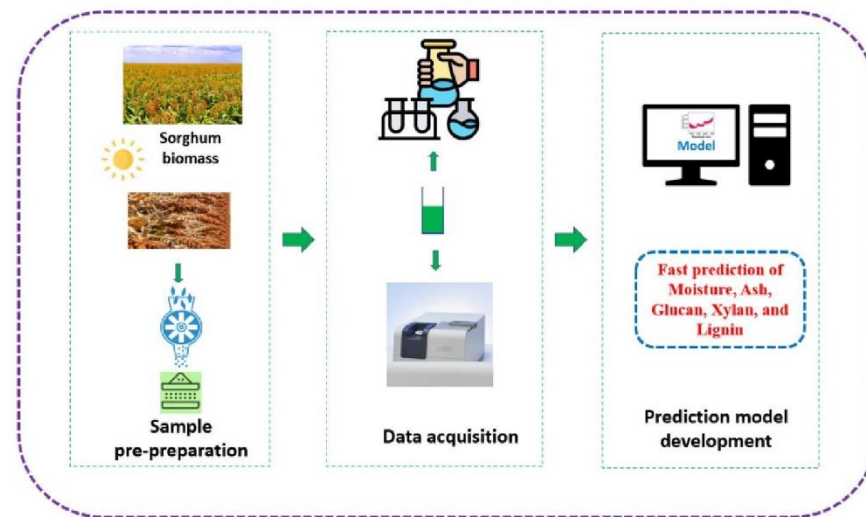 Sorghum
biomass
Sample
pre-preparation
Data acquisition
Model
Fast prediction of
Moisture, Ash,
Glucan, Xylan, and
Lignin
Prediction model
development